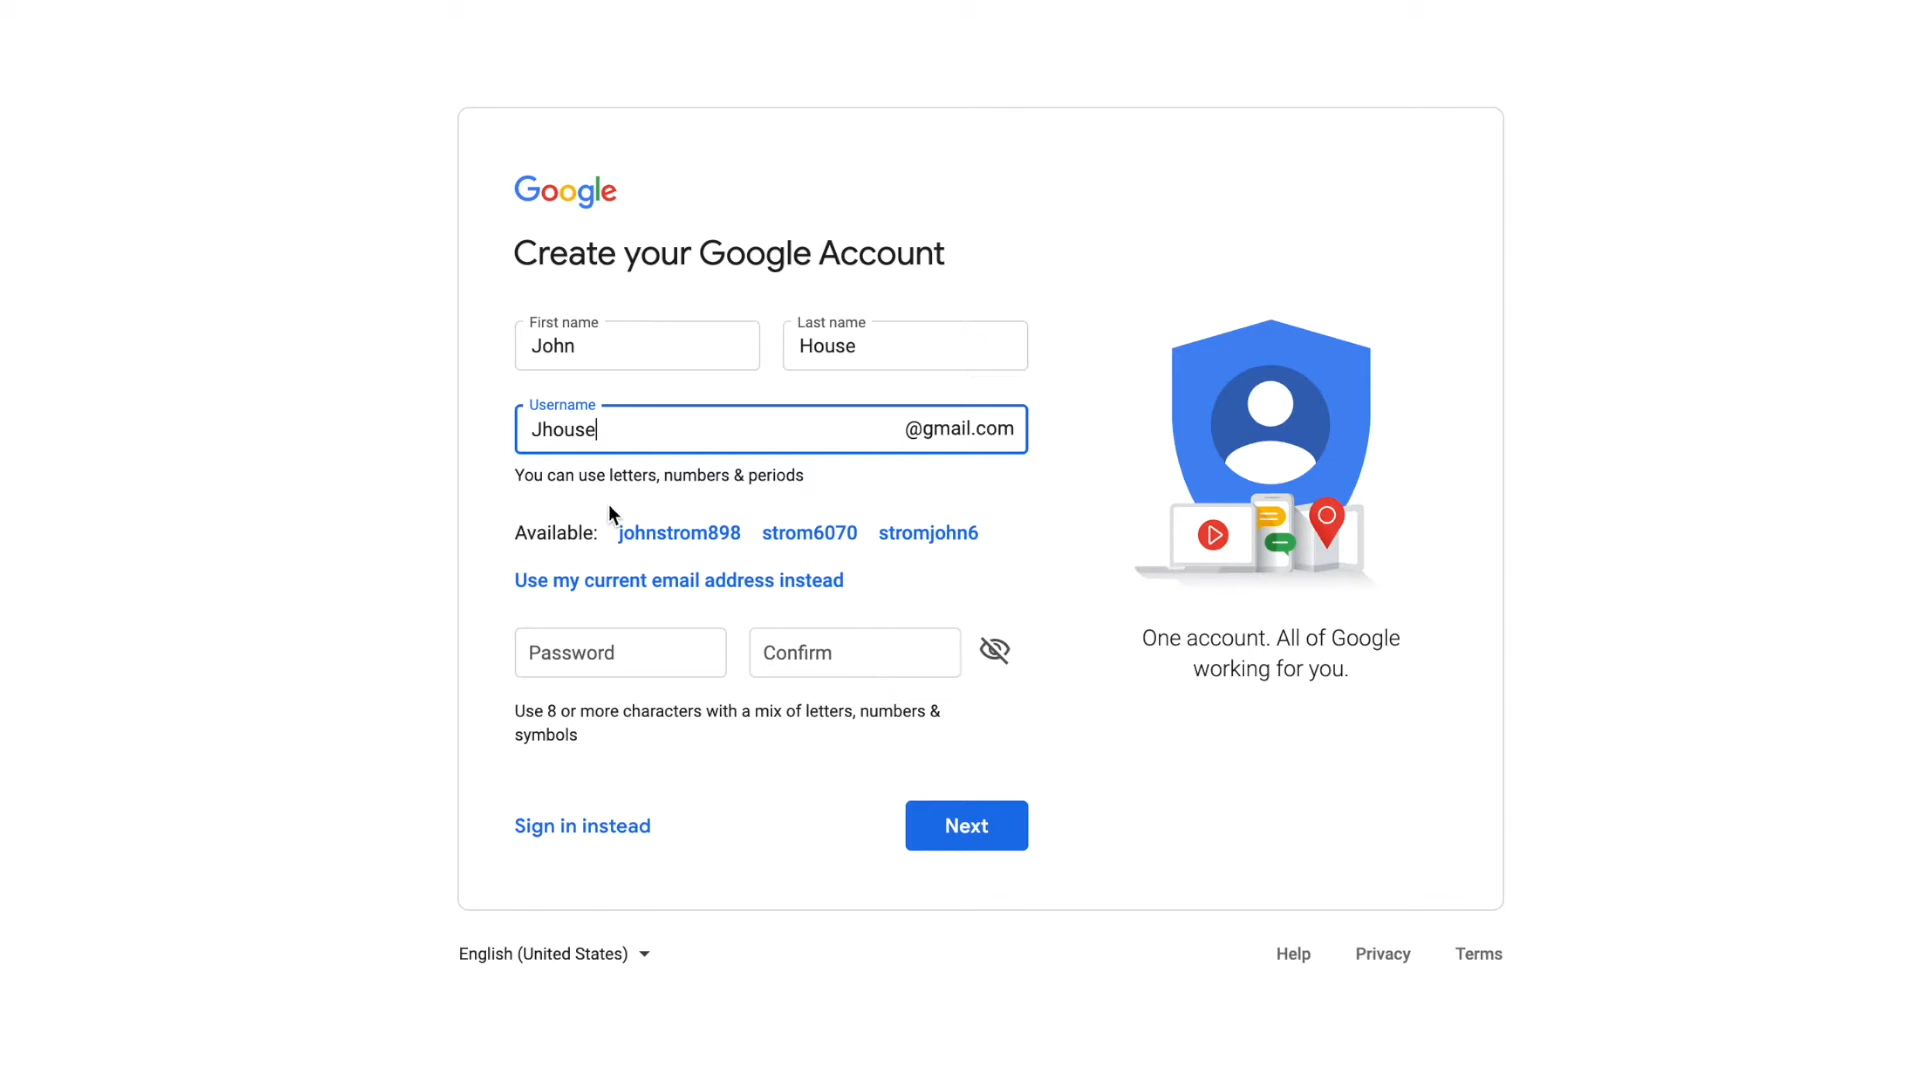 Google
Create your Google Account
First name
Last name
John
House
Username
Jhouse
@gmail.com
You can use letters, numbers & periods
Available: johnstrom898 strom6070 stromjohn6
Use my current email address instead
Password
Confirm
Use 8 or more characters with a mix of letters, numbers &
symbols
One account. All of Google
working for you.
Sign in instead
Next
English (United States)
Help
Privacy
Terms